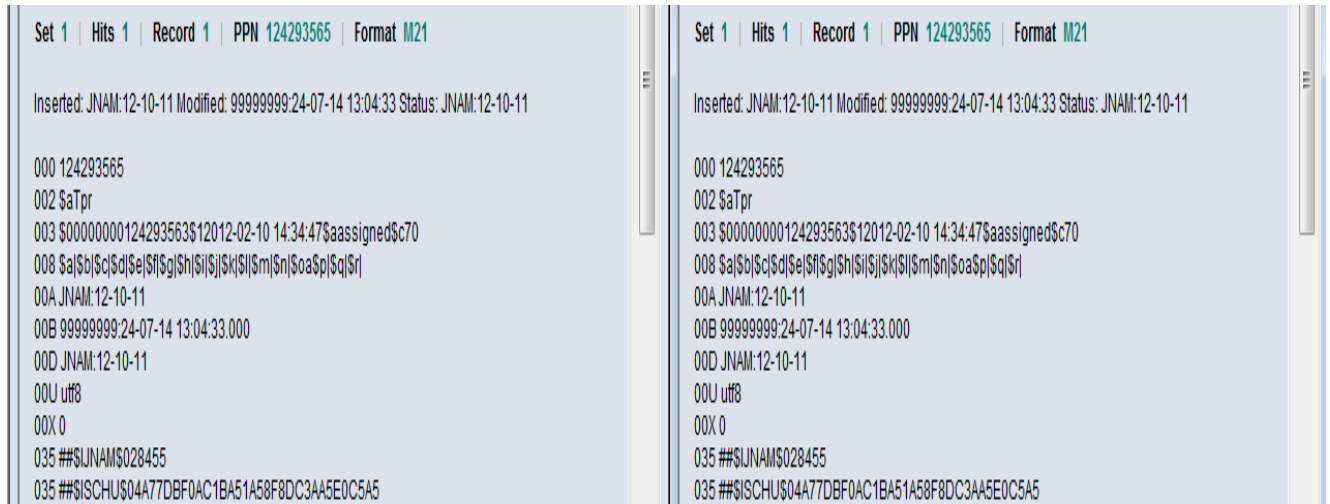 Set 1 | Hits 1 | Record 1 | PPN 124293565 | Format M21
Inserted: JNAM:12-10-11 Modified: 99999999:24-07-14 13:04:33 Status: JNAM:12-10-11
000 124293565
002 $aTpr
003 $00000000124293563$12012-02-10 14:34:47$aassigned$c70
008 $a|$b|$c|$d|$e|$f|$g|$h|$i|$j|$k|$l|$m|$n|$oa$p|$q|$r|
00A JNAM:12-10-11
00B 99999999:24-07-14 13:04:33.000
00D JNAM:12-10-11
00U utf8
00X 0
035 ##$IJNAM$028455
035 ##$ISCHU$04A77DBF0AC1BA51A58F8DC3AA5E0C5A5
Set 1 | Hits 1 | Record 1 | PPN 124293565 | Format M21
Inserted: JNAM:12-10-11 Modified: 99999999:24-07-14 13:04:33 Status: JNAM:12-10-11
000 124293565
002 $aTpr
003 $00000000124293563$12012-02-10 14:34:47$aassigned$c70
008 $a|$b|$c|$d|$e|$f|$g|$h|$i|$j|$k|$l|$m|$n|$oa$p|$q|$r|
00A JNAM:12-10-11
00B 99999999:24-07-14 13:04:33.000
00D JNAM:12-10-11
00U utf8
00X 0
035 ##$IJNAM$028455
035 ##$ISCHU$04A77DBF0AC1BA51A58F8DC3AA5E0C5A5